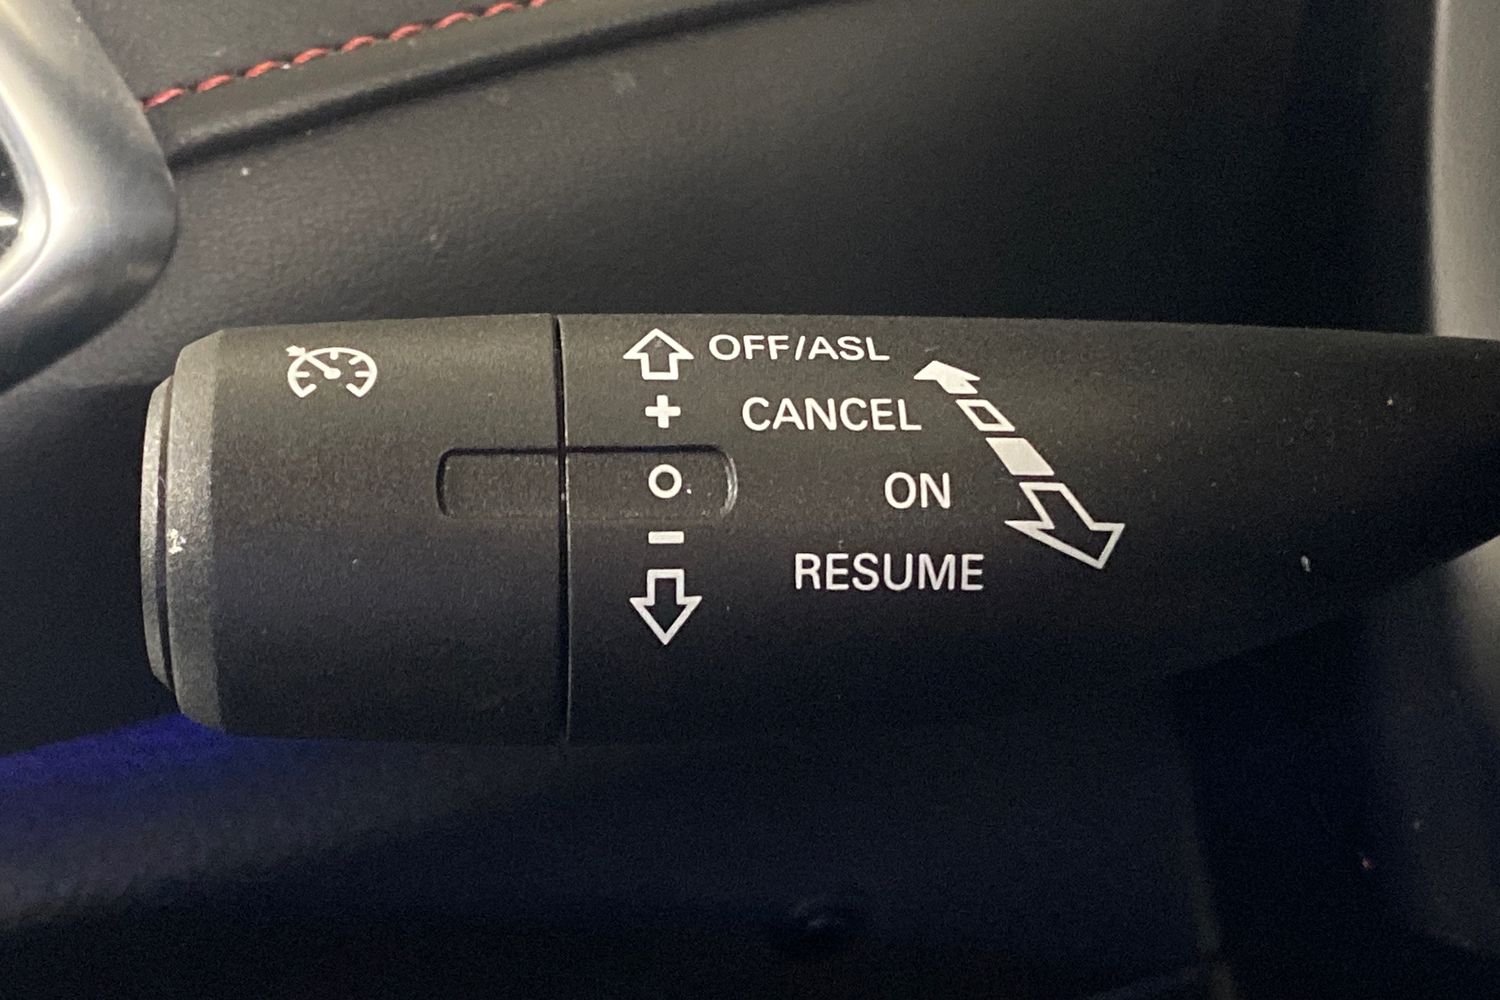 OFF/ASL
+ CANCEL
O ON
− RESUME